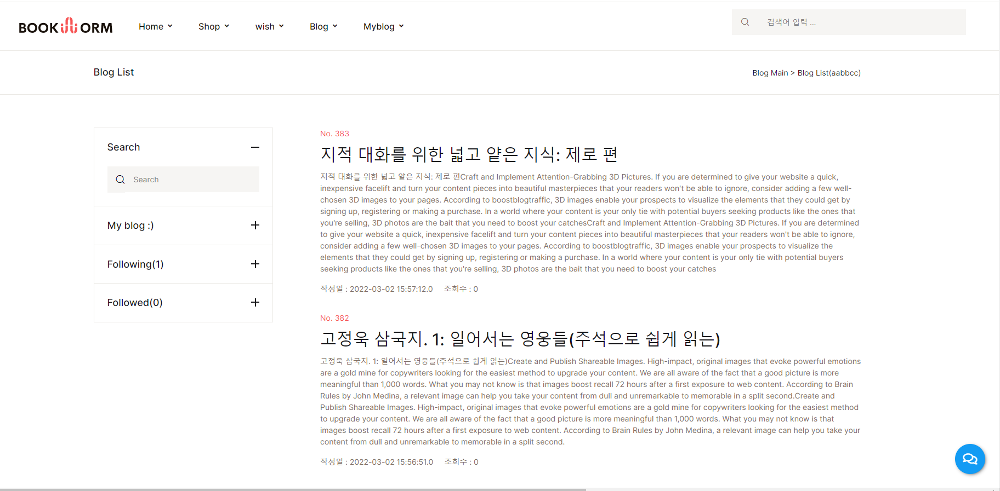 BOOKWORM
Home Shop wish Blog Myblog
검색어 입력 ...
Blog List
Blog Main > Blog List(aabbcc)
Search
Search
My blog :)
Following(1)
Followed(0)
No. 383
지적 대화를 위한 넓고 얕은 지식: 제로 편
지적 대화를 위한 넓고 얕은 지식: 제로 편Craft and Implement Attention-Grabbing 3D Pictures. If you are determined to give your website a quick,
inexpensive facelift and turn your content pieces into beautiful masterpieces that your readers won't be able to ignore, consider adding a few well-
chosen 3D images to your pages. According to boostblogtraffic, 3D images enable your prospects to visualize the elements that they could get by
signing up, registering or making a purchase. In a world where your content is your only tie with potential buyers seeking products like the ones that
you're selling, 3D photos are the bait that you need to boost your catchesCraft and Implement Attention-Grabbing 3D Pictures. If you are determined
to give your website a quick, inexpensive facelift and turn your content pieces into beautiful masterpieces that your readers won't be able to ignore,
consider adding a few well-chosen 3D images to your pages. According to boostblogtraffic, 3D images enable your prospects to visualize the
elements that they could get by signing up, registering or making a purchase. In a world where your content is your only tie with potential buyers
seeking products like the ones that you're selling, 3D photos are the bait that you need to boost your catches
작성일 : 2022-03-02 15:57:12.0 조회수 : 0
No. 382
고정욱 삼국지. 1: 일어서는 영웅들(주석으로 쉽게 읽는)
고정욱 삼국지. 1: 일어서는 영웅들(주석으로 쉽게 읽는)Create and Publish Shareable Images. High-impact, original images that evoke powerful emotions
are a gold mine for copywriters looking for the easiest method to upgrade your content. We are all aware of the fact that a good picture is more
meaningful than 1,000 words. What you may not know is that images boost recall 72 hours after a first exposure to web content. According to Brain
Rules by John Medina, a relevant image can help you take your content from dull and unremarkable to memorable in a split second.Create and
Publish Shareable Images. High-impact, original images that evoke powerful emotions are a gold mine for copywriters looking for the easiest method
to upgrade your content. We are all aware of the fact that a good picture is more meaningful than 1,000 words. What you may not know is that
images boost recall 72 hours after a first exposure to web content. According to Brain Rules by John Medina, a relevant image can help you take your
content from dull and unremarkable to memorable in a split second.
작성일 : 2022-03-02 15:56:51.0 조회수 : 0